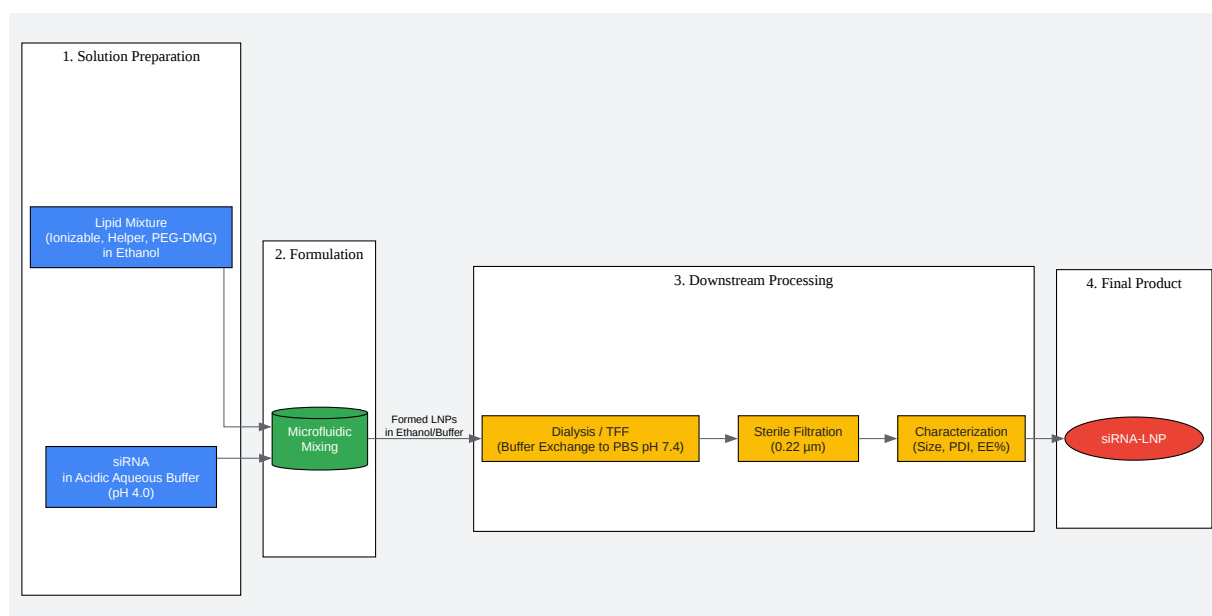 1. Solution Preparation
Lipid Mixture
(Ionizable, Helper, PEG-DMG)
in Ethanol
siRNA
in Acidic Aqueous Buffer
(pH 4.0)
2. Formulation
Microfluidic
Mixing
Formed LNPs
in Ethanol/Buffer
3. Downstream Processing
Dialysis / TFF
(Buffer Exchange to PBS pH 7.4)
Sterile Filtration
(0.22 µm)
Characterization
(Size, PDI, EE%)
4. Final Product
siRNA-LNP